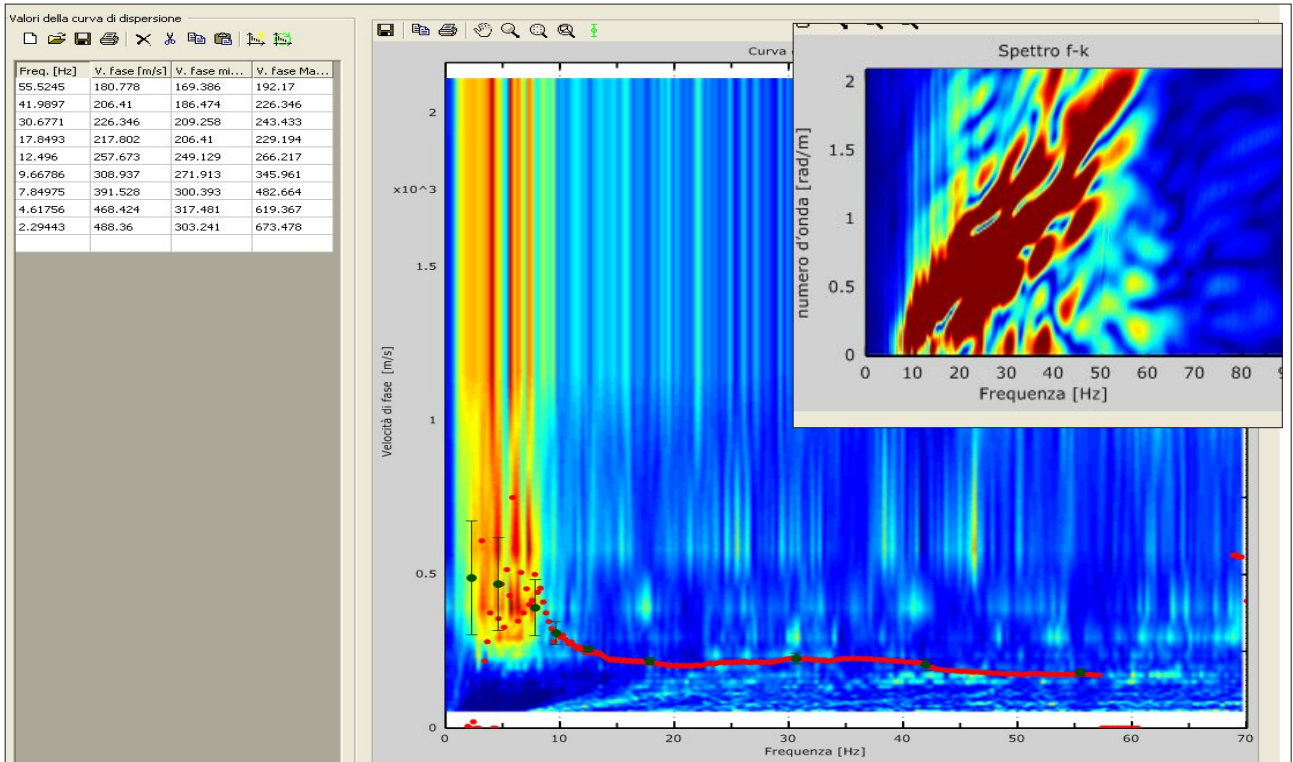 Valori della curva di dispersione
Freq. [Hz] V. fase [m/s] V. fase mi... V. fase Ma...
55.5245 180.778 169.386 192.17
41.9897 206.41 186.474 226.346
30.6771 226.346 209.258 243.433
17.8493 217.802 206.41 229.194
12.496 257.673 249.129 266.217
9.66786 308.937 271.913 345.961
7.84975 391.528 300.393 482.664
4.61756 468.424 317.481 619.367
2.29443 488.36 303.241 673.478
Curva
2
x10^3
1.5
1
0.5
0
Velocità di fase [m/s]
0 10 20 30 40 50 60 70
Frequenza [Hz]
Spettro f-k
2
1.5
1
0.5
0
numero d'onda [rad/m]
0 10 20 30 40 50 60 70 80
Frequenza [Hz]